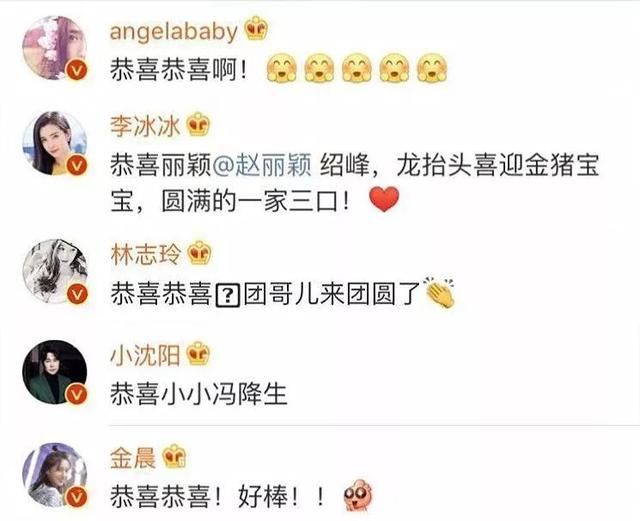 angelababy
恭喜恭喜啊！
李冰冰
恭喜丽颖@赵丽颖 绍峰，龙抬头喜迎金猪宝
宝，圆满的一家三口！
林志玲
恭喜恭喜?团哥儿来团圆了
小沈阳
恭喜小小冯降生
金晨
恭喜恭喜！好棒！！